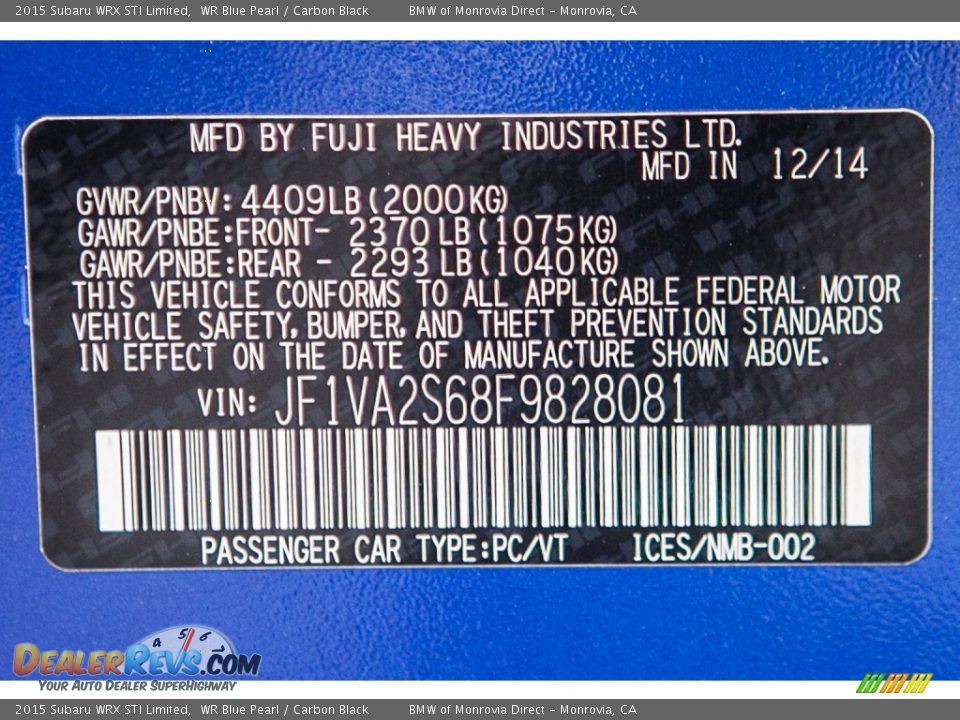 2015 Subaru WRX STI Limited, WR Blue Pearl / Carbon Black BMW of Monrovia Direct - Monrovia, CA
MFD BY FUJI HEAVY INDUSTRIES LTD.
MFD IN 12/14
GVWR/PNBV: 4409LB(2000KG)
GAWR/PNBE:FRONT- 2370LB(1075KG)
GAWR/PNBE:REAR - 2293LB(1040KG)
THIS VEHICLE CONFORMS TO ALL APPLICABLE FEDERAL MOTOR
VEHICLE SAFETY, BUMPER, AND THEFT PREVENTION STANDARDS
IN EFFECT ON THE DATE OF MANUFACTURE SHOWN ABOVE.
VIN: JF1VA2S68F9828081
PASSENGER CAR TYPE:PC/VT ICES/NMB-002
4 5 6 7
DEALERREVS.COM
YOUR AUTO DEALER SUPERHIGHWAY
2015 Subaru WRX STI Limited, WR Blue Pearl / Carbon Black BMW of Monrovia Direct - Monrovia, CA